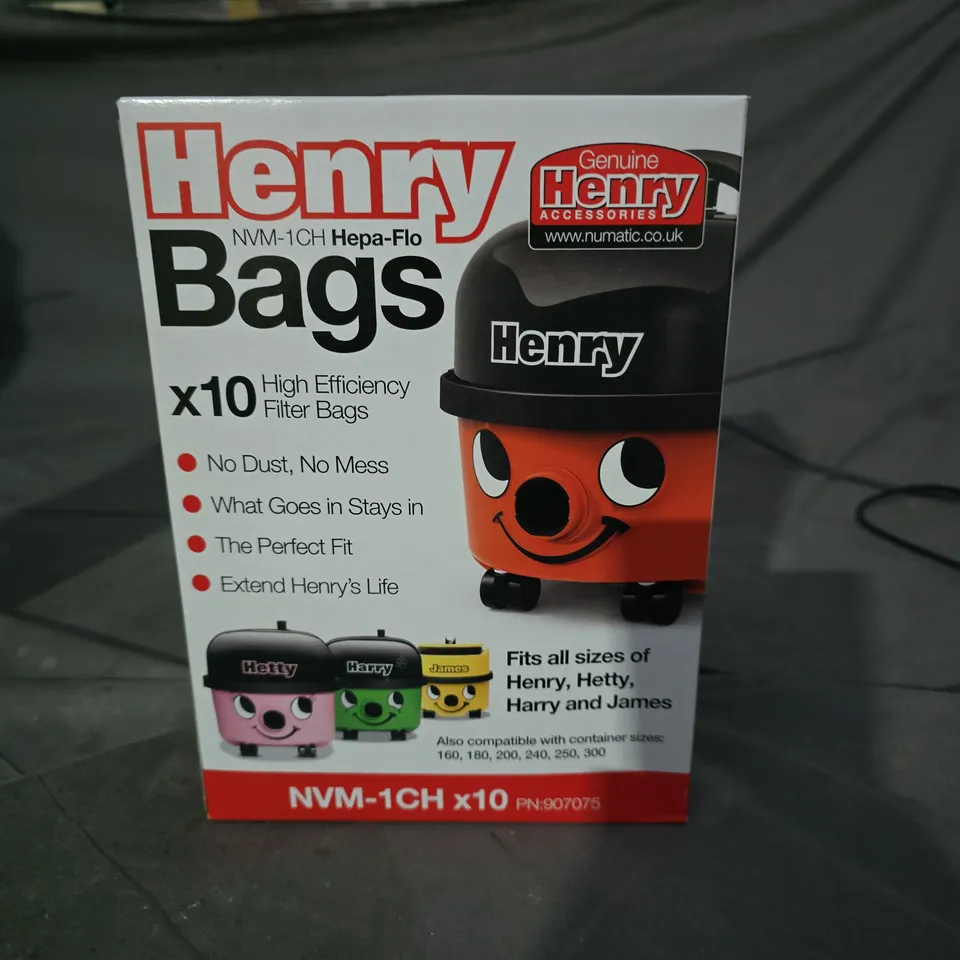 Henry
NVM-1CH Hepa-Flo
Bags
Genuine
Henry
ACCESSORIES
www.numatic.co.uk
Henry
x10 High Efficiency
Filter Bags
No Dust, No Mess
What Goes in Stays in
The Perfect Fit
Extend Henry's Life
Hetty
Harry
James
Fits all sizes of
Henry, Hetty,
Harry and James
Also compatible with container sizes;
160, 180, 200, 240, 250, 300
NVM-1CH x10 PN:907075